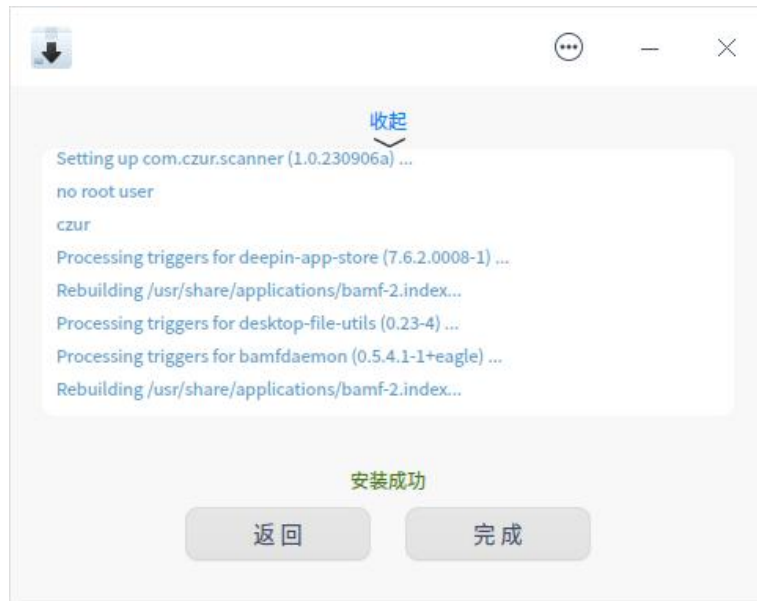 收起
Setting up com.czur.scanner (1.0.230906a) ...
no root user
czur
Processing triggers for deepin-app-store (7.6.2.0008-1) ...
Rebuilding /usr/share/applications/bamf-2.index...
Processing triggers for desktop-file-utils (0.23-4) ...
Processing triggers for bamfdaemon (0.5.4.1-1+eagle) ...
Rebuilding /usr/share/applications/bamf-2.index...
安装成功
返回 完成